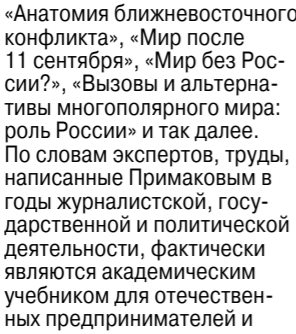 «Анатомия ближневосточного
конфликта», «Мир после
11 сентября», «Мир без Рос-
сии?», «Вызовы и альтерна-
тивы многополярного мира:
роль России» и так далее.
По словам экспертов, труды,
написанные Примаковым в
годы журналистской, госу-
дарственной и политической
деятельности, фактически
являются академическим
учебником для отечествен-
ных предпринимателей и